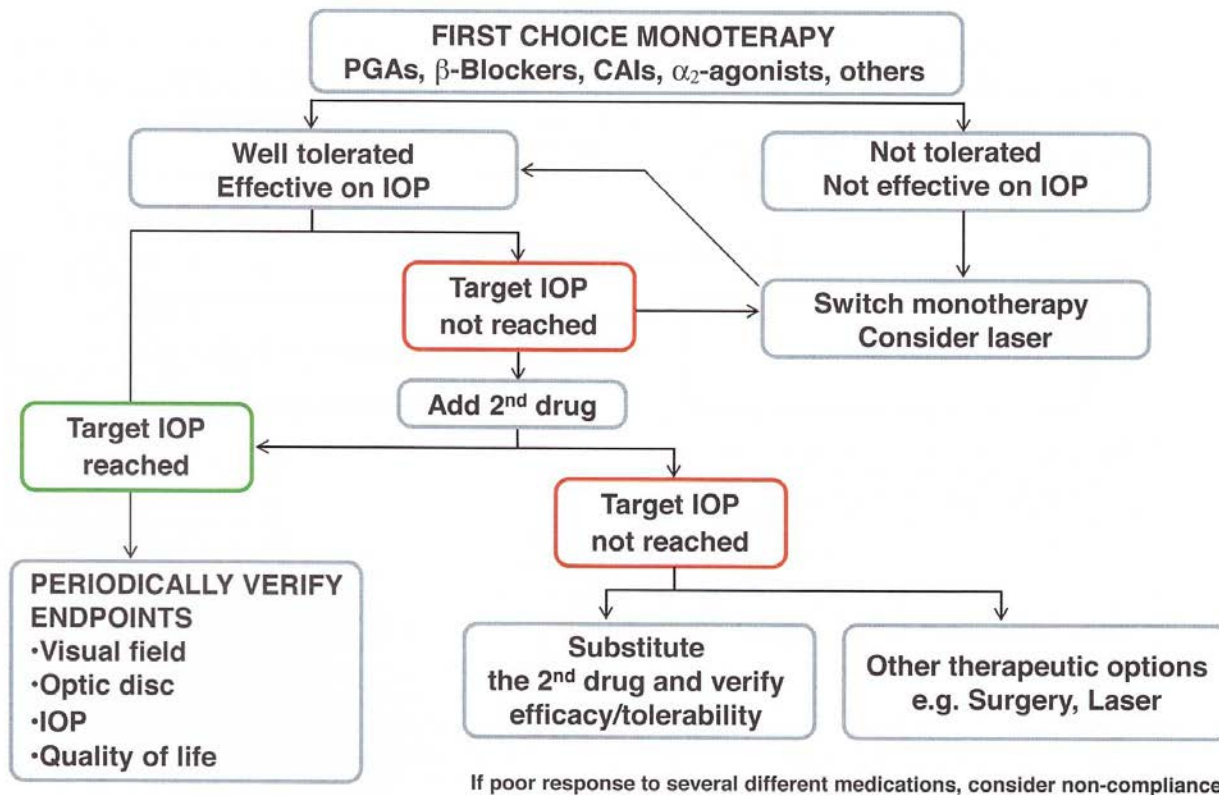 FIRST CHOICE MONOTERAPY
PGAs, β-Blockers, CAIs, α₂-agonists, others
Well tolerated
Effective on IOP
Not tolerated
Not effective on IOP
Target IOP
not reached
Switch monotherapy
Consider laser
Add 2ⁿᵈ drug
Target IOP
reached
Target IOP
not reached
PERIODICALLY VERIFY
ENDPOINTS
•Visual field
•Optic disc
•IOP
•Quality of life
Substitute
the 2ⁿᵈ drug and verify
efficacy/tolerability
Other therapeutic options
e.g. Surgery, Laser
If poor response to several different medications, consider non-compliance